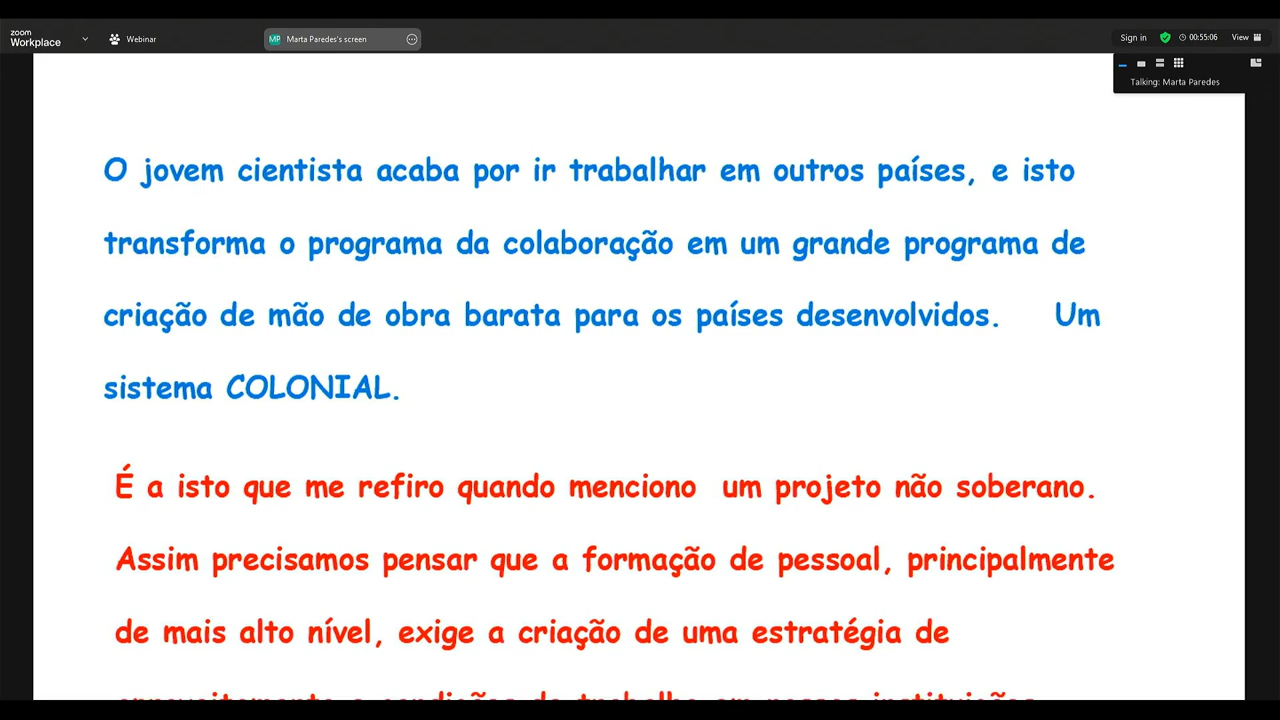 zoom
Workplace
Webinar
MP Marta Paredes's screen
Sign in
00:55:06
View
Talking: Marta Paredes
O jovem cientista acaba por ir trabalhar em outros países, e isto
transforma o programa da colaboração em um grande programa de
criação de mão de obra barata para os países desenvolvidos. Um
sistema COLONIAL.
É a isto que me refiro quando menciono um projeto não soberano.
Assim precisamos pensar que a formação de pessoal, principalmente
de mais alto nível, exige a criação de uma estratégia de